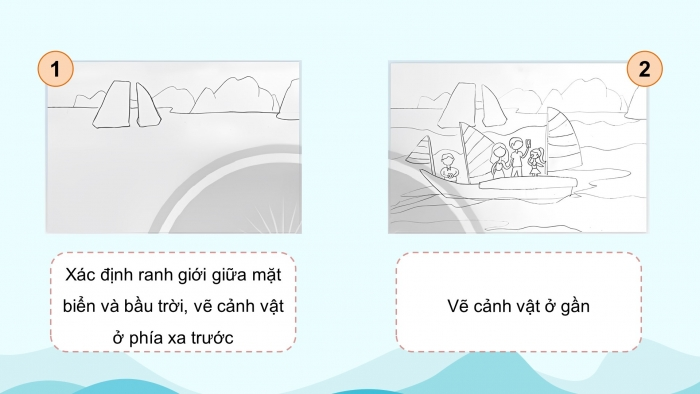 1
2
Xác định ranh giới giữa mặt
biển và bầu trời, vẽ cảnh vật
ở phía xa trước
Vẽ cảnh vật ở gần